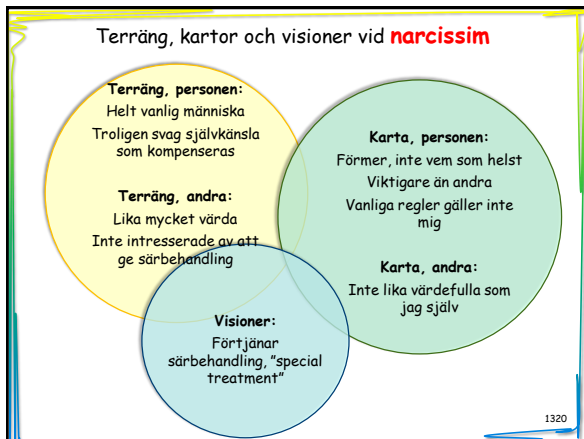 Terräng, kartor och visioner vid narcissim
Terräng, personen:
Helt vanlig människa
Troligen svag självkänsla
som kompenseras
Terräng, andra:
Lika mycket värda
Inte intresserade av att
ge särbehandling
Karta, personen:
Förmer, inte vem som helst
Viktigare än andra
Vanliga regler gäller inte
mig
Karta, andra:
Inte lika värdefulla som
jag själv
Visioner:
Förtjänar
särbehandling, ”special
treatment”
1320